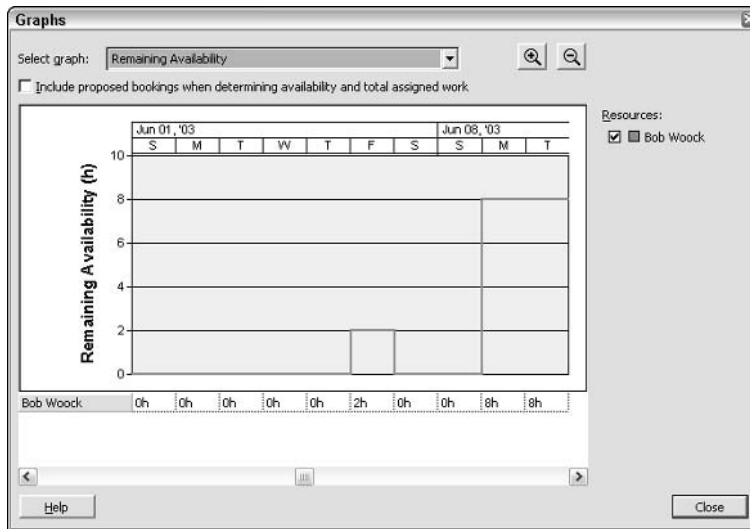 Graphs
Select graph: Remaining Availability
Include proposed bookings when determining availability and total assigned work
Resources:
Bob Woock
Jun 01, '03 Jun 08, '03
S M T W T F S S M T
Remaining Availability (h)
10
8
6
4
2
0
Bob Woock 0h 0h 0h 0h 0h 2h 0h 0h 8h 8h
Help Close